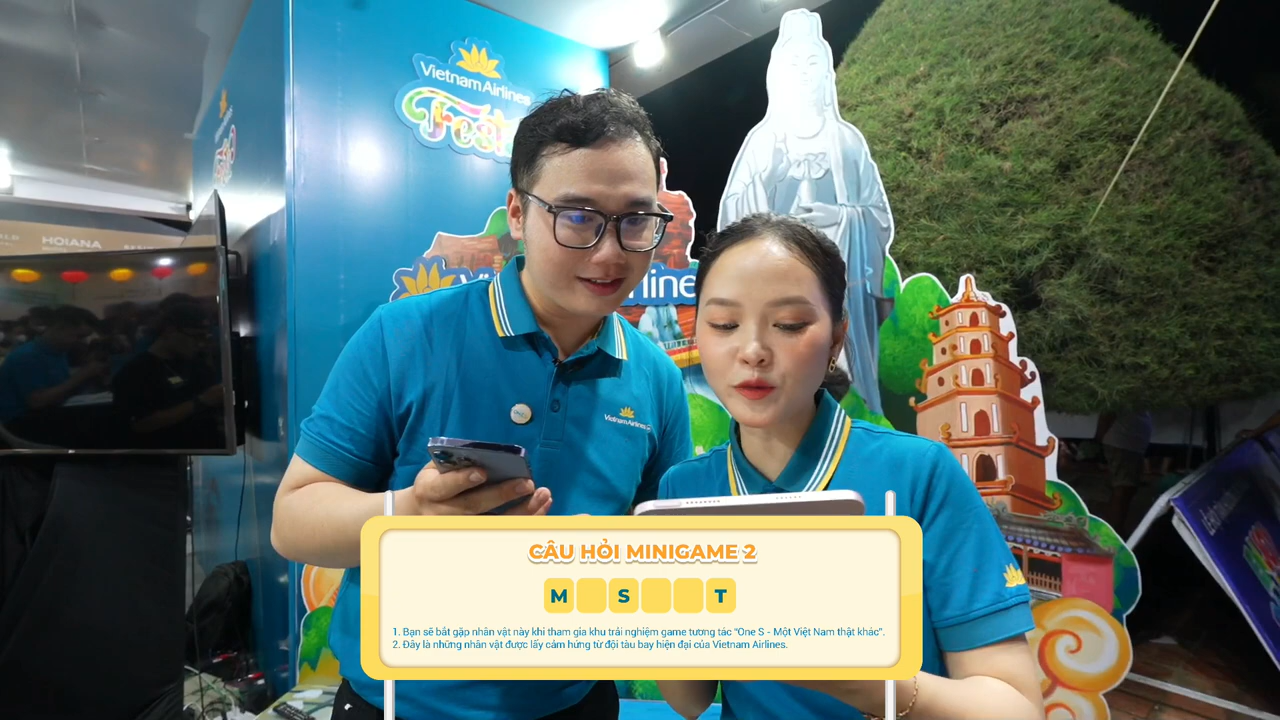 Vietnam Airlines
Fest
HOIANA
line
Vietnam Airlines
CÂU HỎI MINIGAME 2
M S T
1. Bạn sẽ bắt gặp nhân vật này khi tham gia khu trải nghiệm game tương tác "One S - Một Việt Nam thật khác".
2. Đây là những nhân vật được lấy cảm hứng từ đội tàu bay hiện đại của Vietnam Airlines.